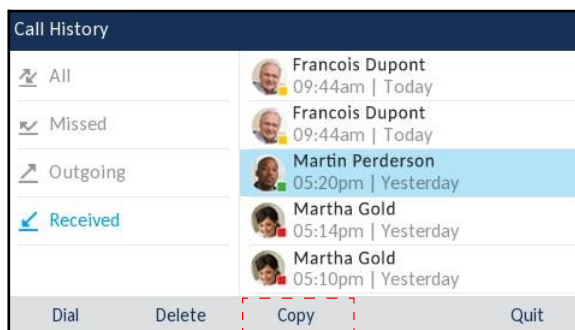 Call History
All
Missed
Outgoing
Received
Francois Dupont
09:44am | Today
Francois Dupont
09:44am | Today
Martin Perderson
05:20pm | Yesterday
Martha Gold
05:14pm | Yesterday
Martha Gold
05:10pm | Yesterday
Dial Delete Copy Quit